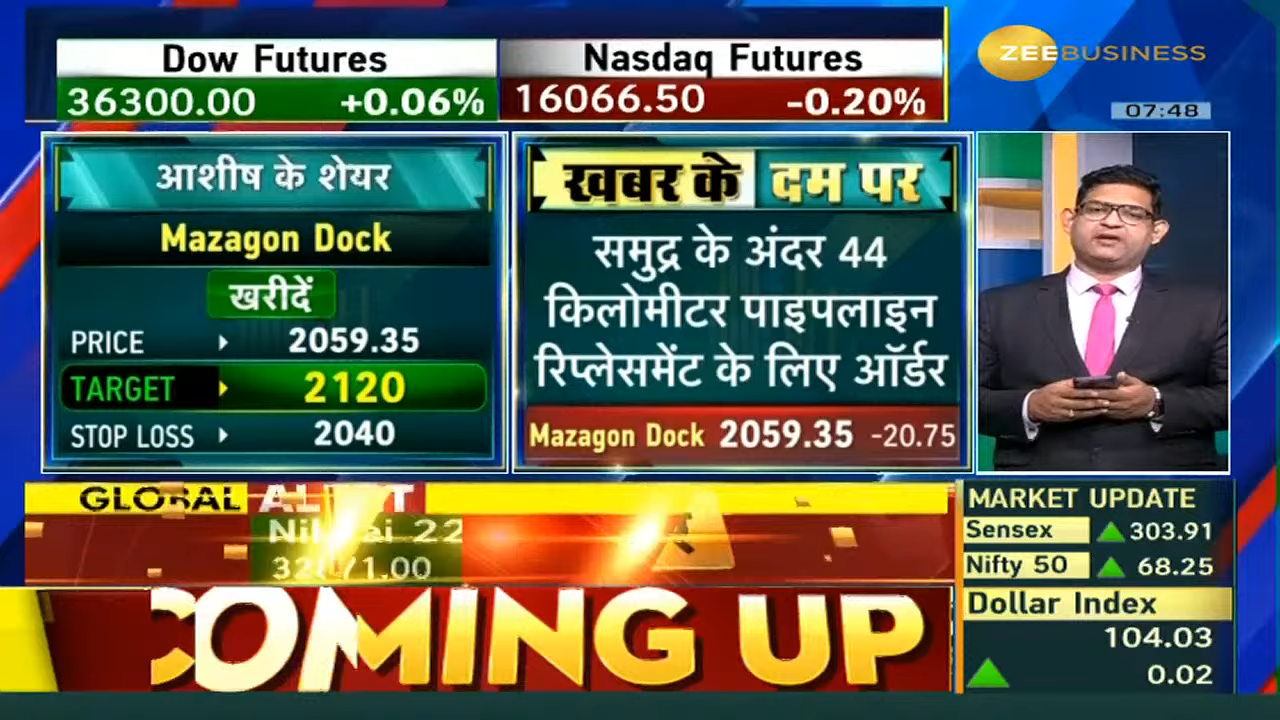 Dow Futures
36300.00 +0.06%
Nasdaq Futures
16066.50 -0.20%
ZEEBUSINESS
07:48
आशीष के शेयर
Mazagon Dock
खरीदें
PRICE 2059.35
TARGET 2120
STOP LOSS 2040
खबर के दम पर
समुद्र के अंदर 44
किलोमीटर पाइपलाइन
रिप्लेसमेंट के लिए ऑर्डर
Mazagon Dock 2059.35 -20.75
GLOBAL ALERT
COMING UP
MARKET UPDATE
Sensex 303.91
Nifty 50 68.25
Dollar Index
104.03
0.02